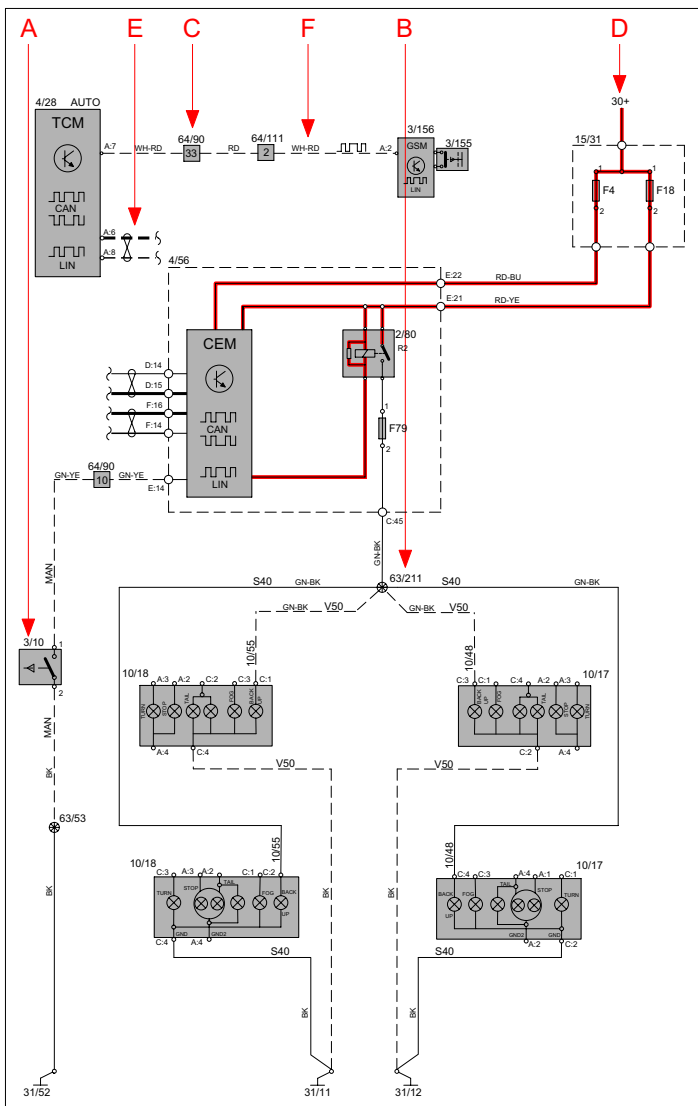 A E C F B D
4/28 AUTO
TCM
CAN
LIN
A:7 WH-RD 64/90 33 RD 64/111 2 WH-RD A:2
3/156
GSM
LIN
3/155
30+
15/31
1 F4 2
1 F18 2
A:6
A:8
4/56
E:22 RD-BU
E:21 RD-YE
CEM
CAN
LIN
2/80
R2
D:14
D:15
F:16
F:14
1
F79
2
64/90
GN-YE 10 GN-YE
E:14
C:45
GN-BK
MAN
S40 GN-BK 63/211 S40 GN-BK
GN-BK V50 GN-BK V50
3/10
1
2
10/55
10/48
10/18 A:3 A:2 C:2 C:3 C:1
TURN STOP TAIL FOG BACK UP
A:4 C:4
C:3 C:1 C:4 A:2 A:3 10/17
BACK UP FOG TAIL STOP TURN
C:2 A:4
MAN
V50 V50
BK
63/53
10/55
10/48
10/18
C:3 A:3 A:2 C:1 C:2
TURN STOP TAIL FOG BACK UP
GND GND2
C:4 A:4
10/17
C:4 C:3 A:4 A:1 C:1
BACK UP FOG TAIL STOP TURN
GND2 GND
A:2 C:2
BK
S40 S40
BK
BK
BK
BK
31/52 31/11 31/12